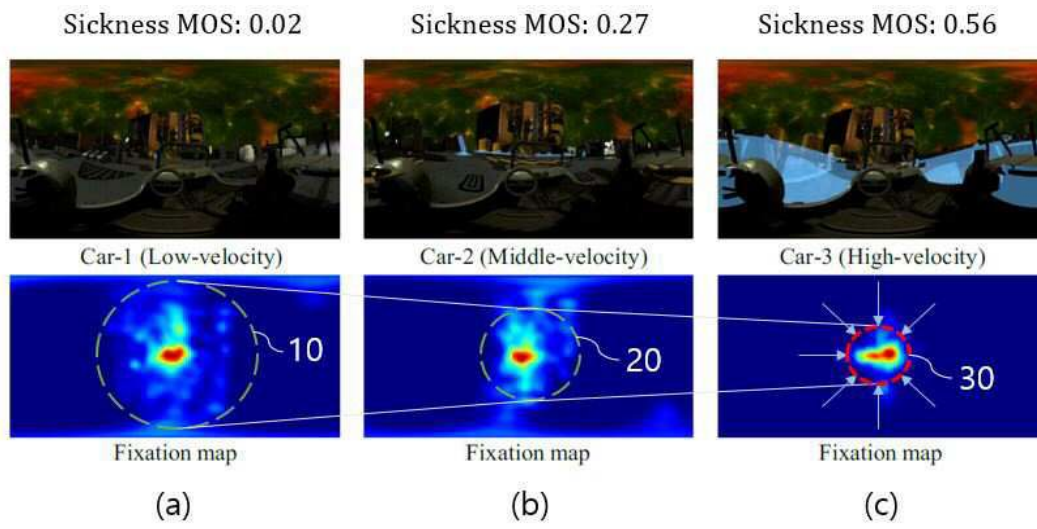 Sickness MOS: 0.02
Sickness MOS: 0.27
Sickness MOS: 0.56
Car-1 (Low-velocity)
Car-2 (Middle-velocity)
Car-3 (High-velocity)
10
20
30
Fixation map
Fixation map
Fixation map
(a)
(b)
(c)